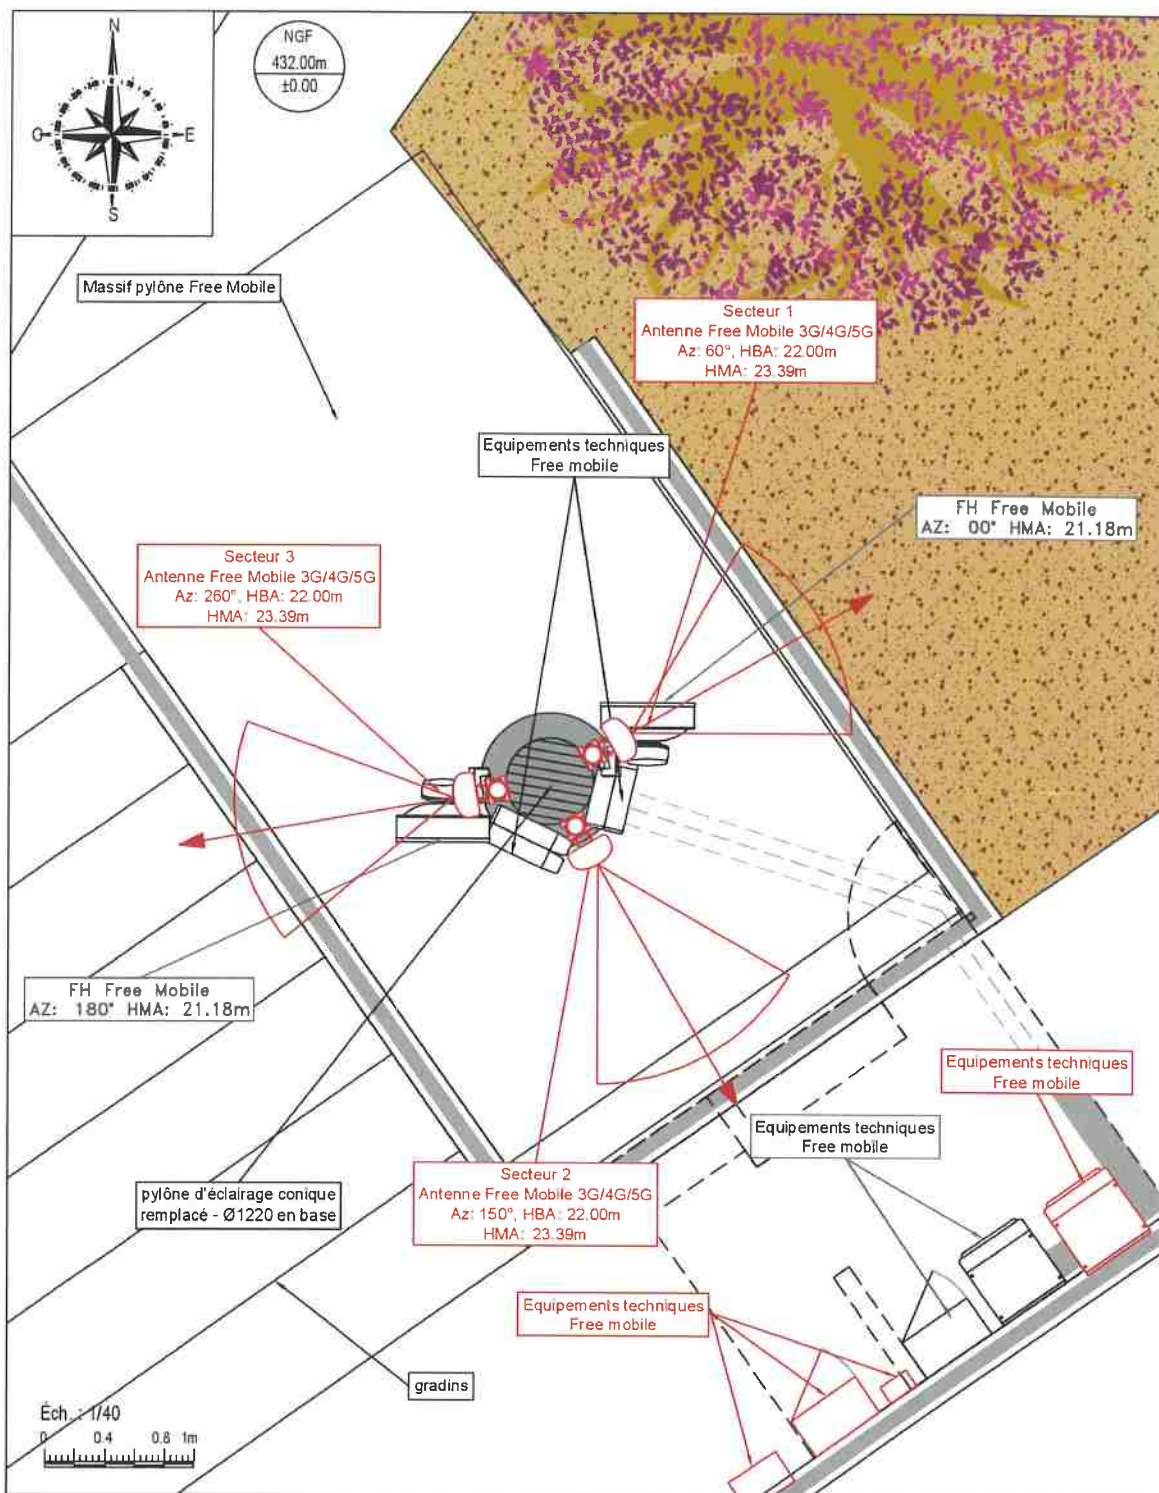 N
O
E
S
NGF
432.00m
±0.00
Massif pylône Free Mobile
Secteur 1
Antenne Free Mobile 3G/4G/5G
Az: 60°, HBA: 22.00m
HMA: 23.39m
Equipements techniques
Free mobile
FH Free Mobile
AZ: 00° HMA: 21.18m
Secteur 3
Antenne Free Mobile 3G/4G/5G
Az: 260°, HBA: 22.00m
HMA: 23.39m
FH Free Mobile
AZ: 180° HMA: 21.18m
Equipements techniques
Free mobile
Equipements techniques
Free mobile
pylône d'éclairage conique
remplacé - Ø1220 en base
Secteur 2
Antenne Free Mobile 3G/4G/5G
Az: 150°, HBA: 22.00m
HMA: 23.39m
Equipements techniques
Free mobile
gradins
Éch. : 1/40
0 0.4 0.8 1m